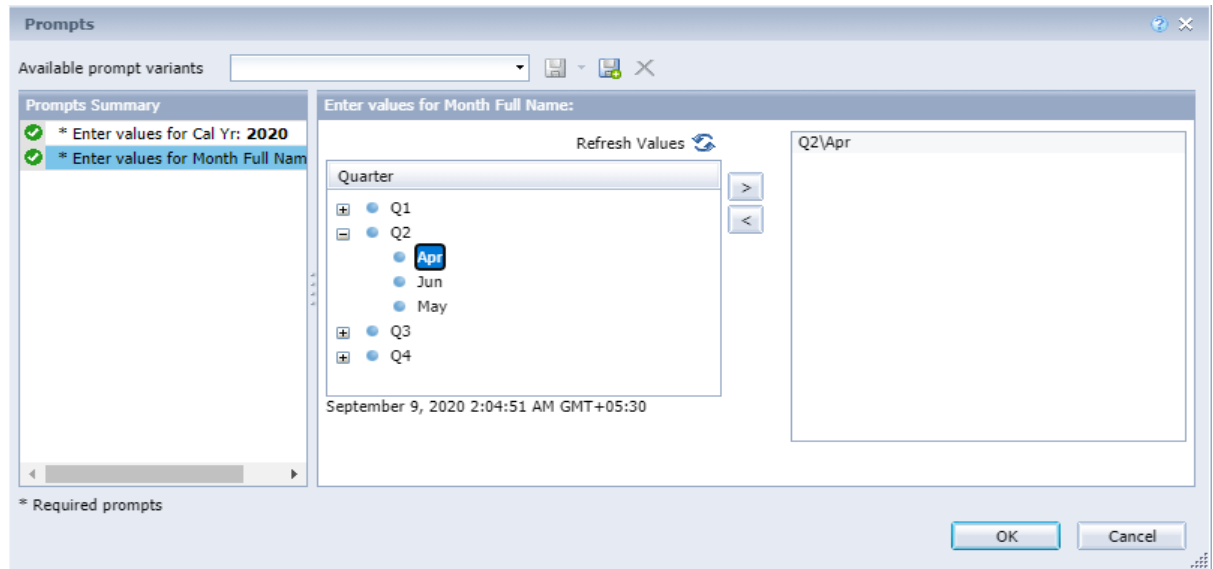 Prompts
Available prompt variants
Prompts Summary
* Enter values for Cal Yr: 2020
* Enter values for Month Full Nam
Enter values for Month Full Name:
Refresh Values
Quarter
Q1
Q2
Apr
Jun
May
Q3
Q4
September 9, 2020 2:04:51 AM GMT+05:30
>
<
Q2\Apr
* Required prompts
OK
Cancel